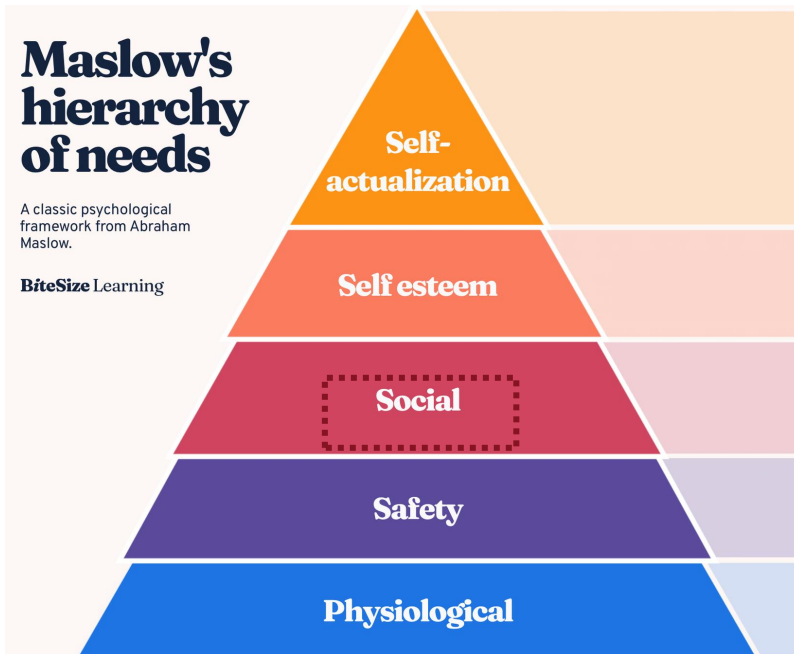 Maslow's
hierarchy
of needs
A classic psychological
framework from Abraham
Maslow.
BiteSize Learning
Self-
actualization
Self esteem
Social
Safety
Physiological